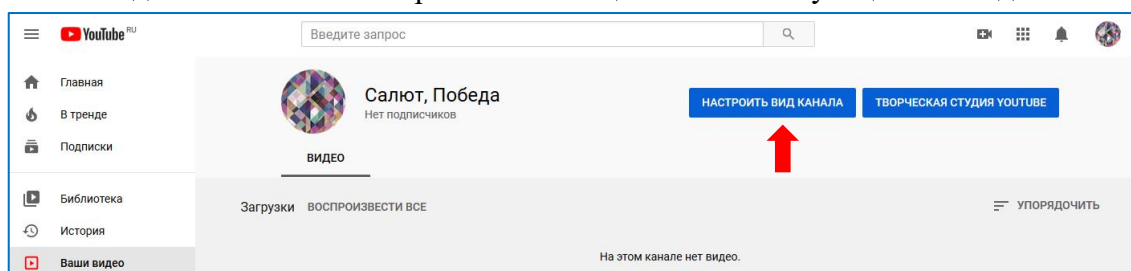 YouTube RU
Введите запрос
Главная
В тренде
Подписки
Библиотека
История
Ваши видео
Салют, Победа
Нет подписчиков
НАСТРОИТЬ ВИД КАНАЛА
ТВОРЧЕСКАЯ СТУДИЯ YOUTUBE
ВИДЕО
Загрузки ВОСПРОИЗВЕСТИ ВСЕ
УПОРЯДОЧИТЬ
На этом канале нет видео.